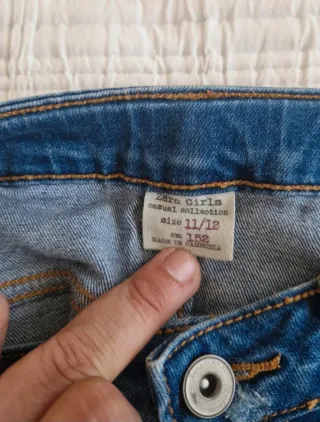 Zara Girls
casual collection
size 11/12
cm 152
MADE IN CAMBODIA